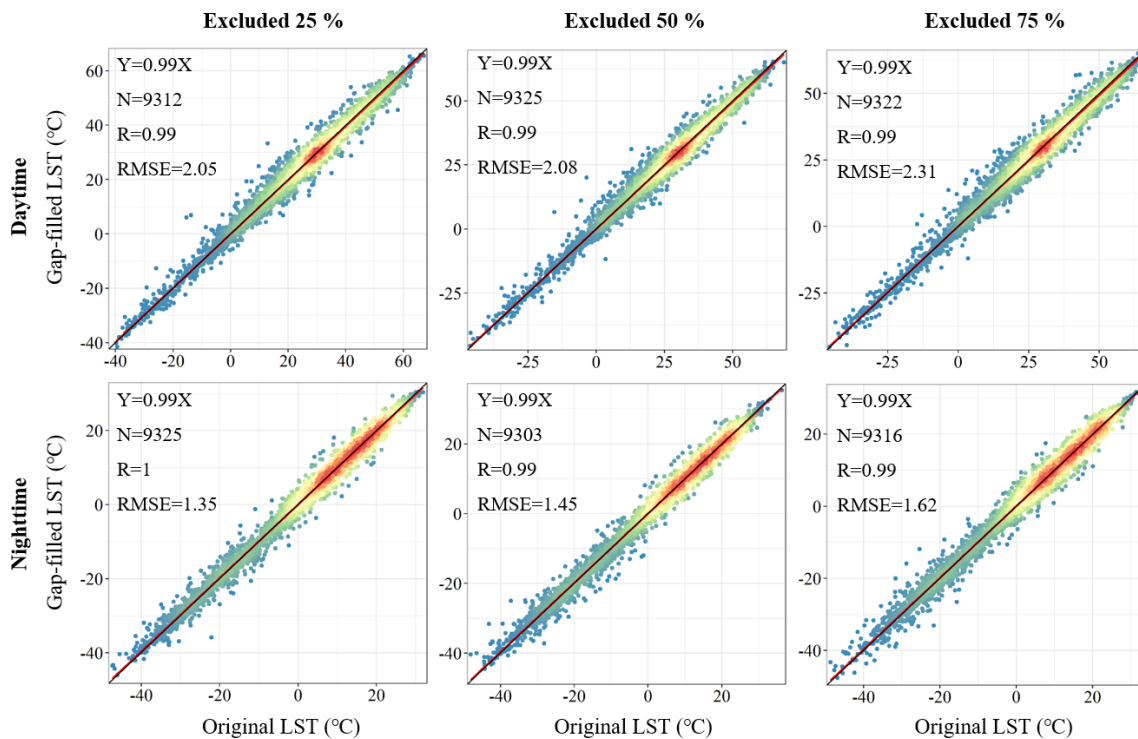 Excluded 25 %
Excluded 50 %
Excluded 75 %
Daytime
Gap-filled LST (°C)
60
40
20
0
-20
-40
Y=0.99X
N=9312
R=0.99
RMSE=2.05
-40 -20 0 20 40 60
50
25
0
-25
Y=0.99X
N=9325
R=0.99
RMSE=2.08
-25 0 25 50
50
25
0
-25
Y=0.99X
N=9322
R=0.99
RMSE=2.31
-25 0 25 50
Nighttime
Gap-filled LST (°C)
20
0
-20
-40
Y=0.99X
N=9325
R=1
RMSE=1.35
-40 -20 0 20
Original LST (°C)
20
0
-20
-40
Y=0.99X
N=9303
R=0.99
RMSE=1.45
-40 -20 0 20
Original LST (°C)
20
0
-20
-40
Y=0.99X
N=9316
R=0.99
RMSE=1.62
-40 -20 0 20
Original LST (°C)